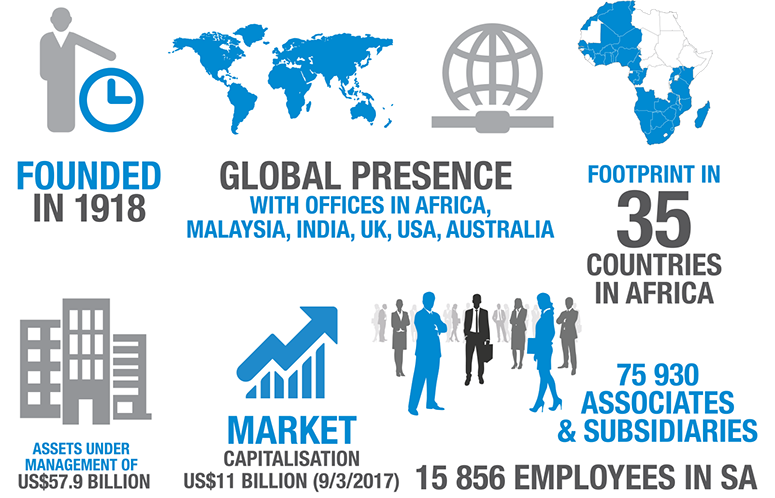 FOUNDED
IN 1918
GLOBAL PRESENCE
WITH OFFICES IN AFRICA,
MALAYSIA, INDIA, UK, USA, AUSTRALIA
FOOTPRINT IN
35
COUNTRIES
IN AFRICA
ASSETS UNDER
MANAGEMENT OF
US$57.9 BILLION
MARKET
CAPITALISATION
US$11 BILLION (9/3/2017)
75 930
ASSOCIATES
& SUBSIDIARIES
15 856 EMPLOYEES IN SA